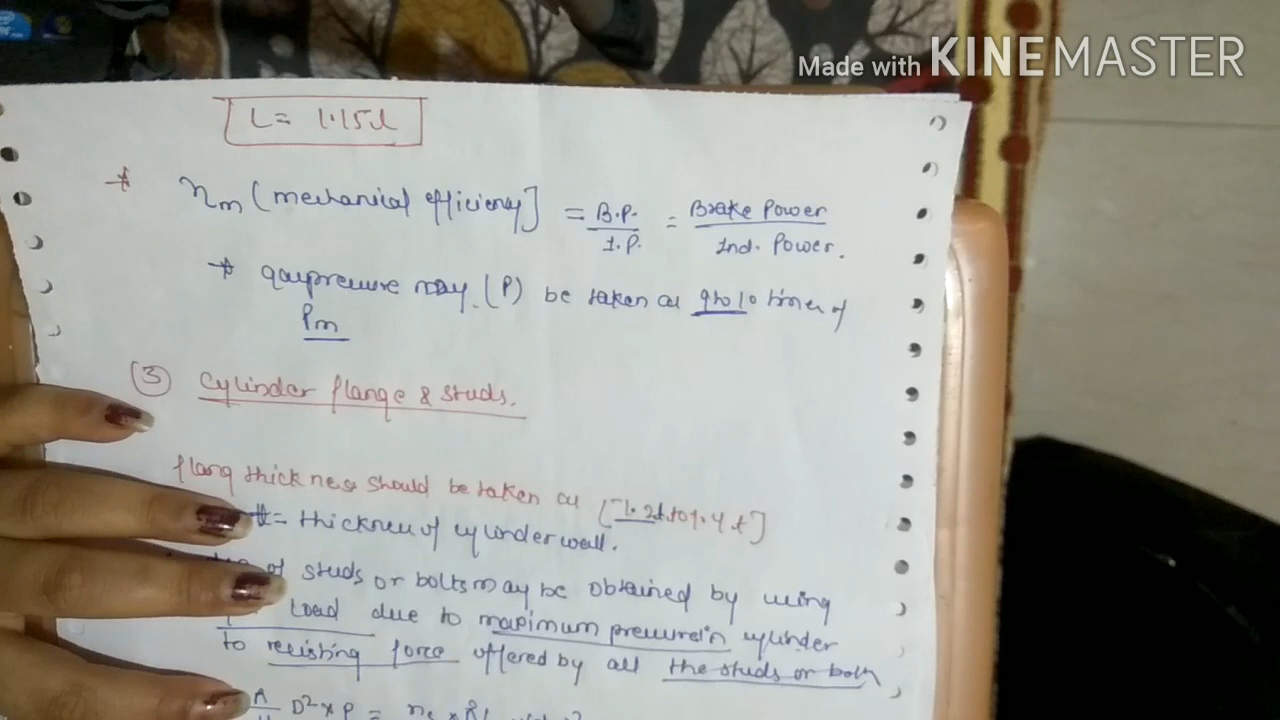 Made with KINEMASTER
L = 1.15 l
* ηm (mechanical efficiency] = B.P. / I.P. = Brake Power / Ind. Power.
* gas pressure may (P) be taken as 9 to 10 times of
Pm
(3) Cylinder flange & studs.
flang thickness should be taken as [1.2t to 1.4 t]
t = thickness of cylinder wall.
of studs or bolts may be obtained by using
Load due to maximum pressure in cylinder
to resisting force offered by all the studs or bolts
D² × P =